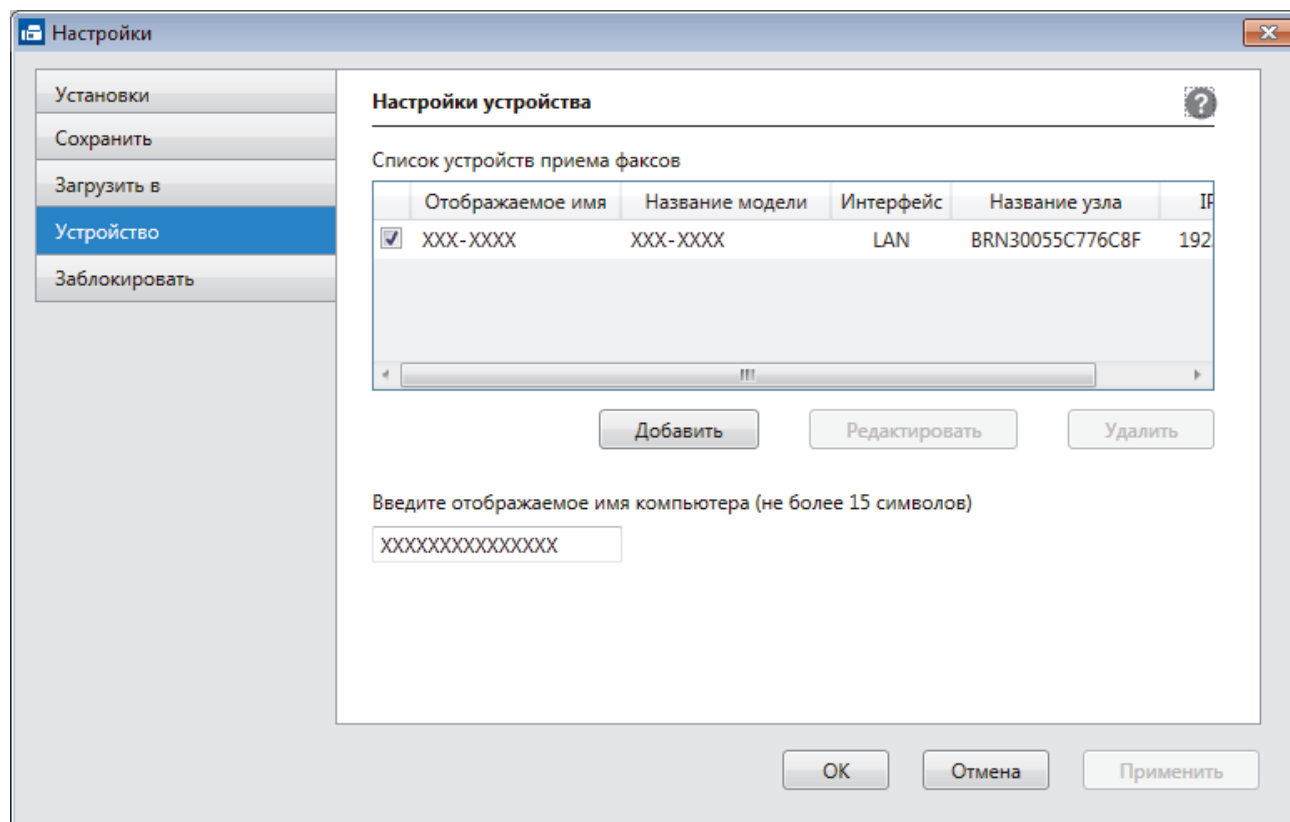 Настройки
Установки
Сохранить
Загрузить в
Устройство
Заблокировать
Настройки устройства
?
Список устройств приема факсов
Отображаемое имя Название модели Интерфейс Название узла IP
XXX-XXXX XXX-XXXX LAN BRN30055C776C8F 192
Добавить Редактировать Удалить
Введите отображаемое имя компьютера (не более 15 символов)
XXXXXXXXXXXXXXX
OK Отмена Применить